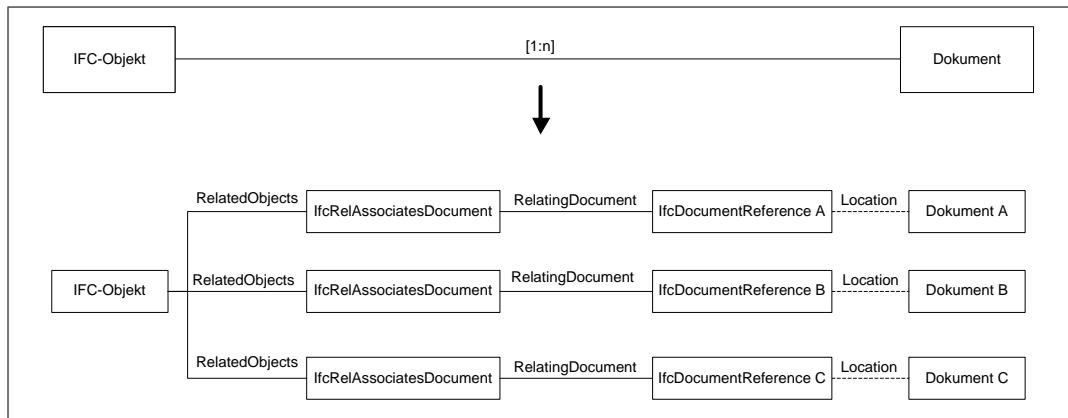 [1:n]
IFC-Objekt
Dokument
RelatedObjects
IfcRelAssociatesDocument
RelatingDocument
IfcDocumentReference A
Location
Dokument A
IFC-Objekt
RelatedObjects
IfcRelAssociatesDocument
RelatingDocument
IfcDocumentReference B
Location
Dokument B
RelatedObjects
IfcRelAssociatesDocument
RelatingDocument
IfcDocumentReference C
Location
Dokument C